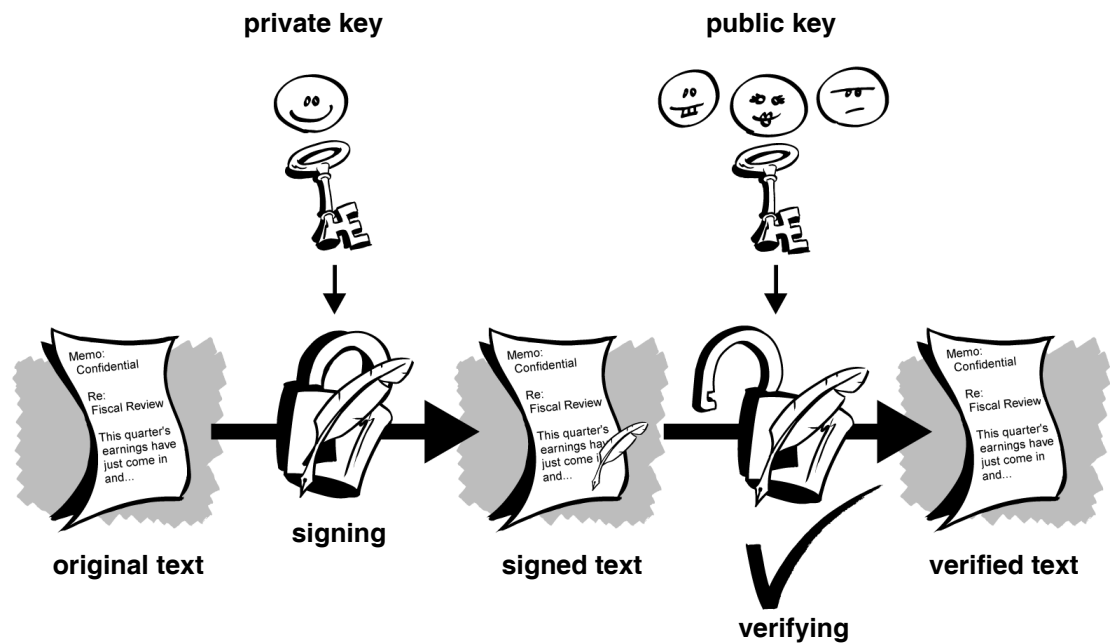 private key
public key
Memo:
Confidential
Re:
Fiscal Review
This quarter's
earnings have
just come in
and...
Memo:
Confidential
Re:
Fiscal Review
This quarter's
earnings hav
just come i
and...
Memo:
Confidential
Re:
Fiscal Review
This quarter's
earnings have
just come in
and...
signing
original text
signed text
verified text
verifying